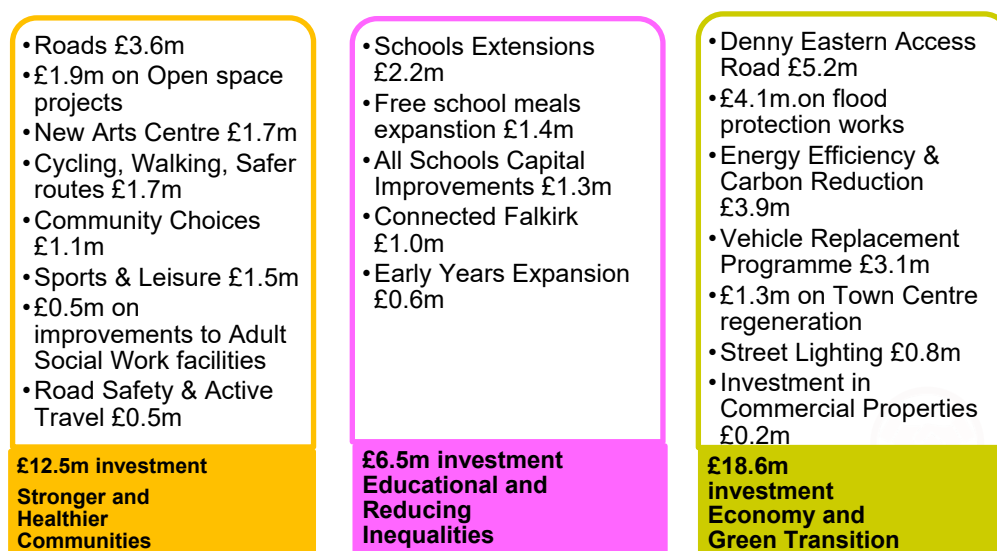 •Roads £3.6m
•£1.9m on Open space
projects
•New Arts Centre £1.7m
•Cycling, Walking, Safer
routes £1.7m
•Community Choices
£1.1m
•Sports & Leisure £1.5m
•£0.5m on
improvements to Adult
Social Work facilities
•Road Safety & Active
Travel £0.5m
£12.5m investment
Stronger and
Healthier
Communities
•Schools Extensions
£2.2m
•Free school meals
expanstion £1.4m
•All Schools Capital
Improvements £1.3m
•Connected Falkirk
£1.0m
•Early Years Expansion
£0.6m
£6.5m investment
Educational and
Reducing
Inequalities
•Denny Eastern Access
Road £5.2m
•£4.1m.on flood
protection works
•Energy Efficiency &
Carbon Reduction
£3.9m
•Vehicle Replacement
Programme £3.1m
•£1.3m on Town Centre
regeneration
•Street Lighting £0.8m
•Investment in
Commercial Properties
£0.2m
£18.6m
investment
Economy and
Green Transition